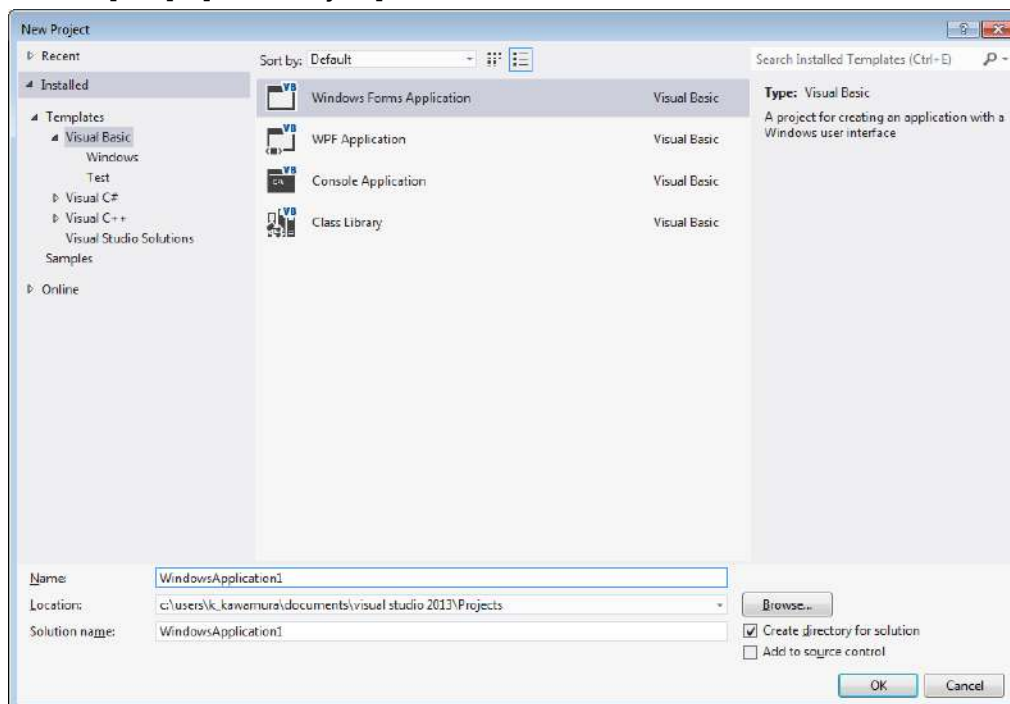 New Project
Recent
Installed
Templates
Visual Basic
Windows
Test
Visual C#
Visual C++
Visual Studio Solutions
Samples
Online
Sort by: Default
VB Windows Forms Application Visual Basic
VB WPF Application Visual Basic
VB Console Application Visual Basic
VB Class Library Visual Basic
Search Installed Templates (Ctrl+E)
Type: Visual Basic
A project for creating an application with a
Windows user interface
Name: WindowsApplication1
Location: c:\users\k_kawamura\documents\visual studio 2013\Projects Browse...
Solution name: WindowsApplication1
Create directory for solution
Add to source control
OK Cancel